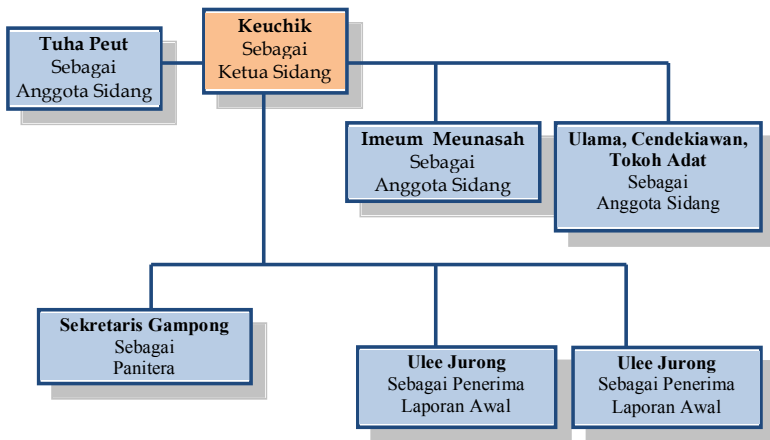 Tuha Peut
Sebagai
Anggota Sidang
Keuchik
Sebagai
Ketua Sidang
Imeum Meunasah
Sebagai
Anggota Sidang
Ulama, Cendekiawan,
Tokoh Adat
Sebagai
Anggota Sidang
Sekretaris Gampong
Sebagai
Panitera
Ulee Jurong
Sebagai Penerima
Laporan Awal
Ulee Jurong
Sebagai Penerima
Laporan Awal